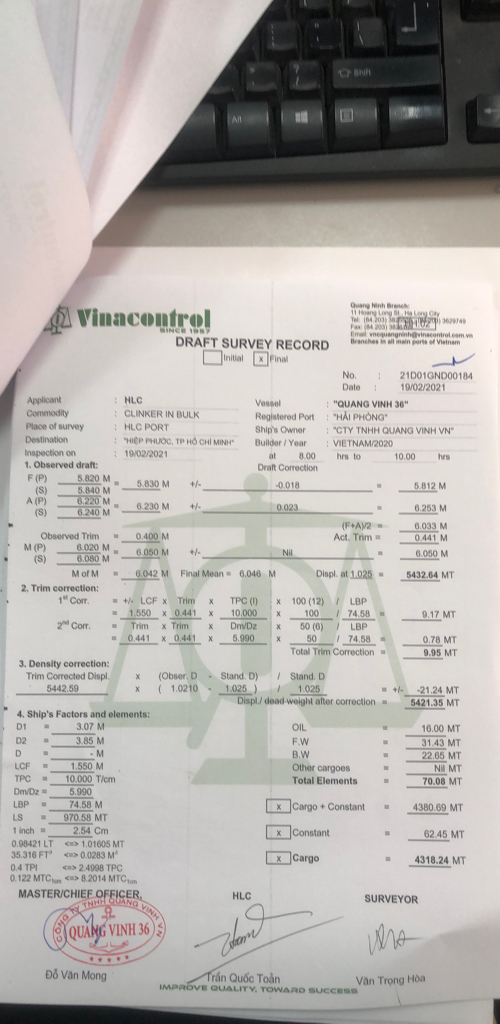 Shift
Alt
Vinacontrol
SINCE 1957
Quang Ninh Branch:
11 Hoang Long St., Ha Long City
Tel: (84.203) 3629749
Fax: (84.203)
Email: vncquangninh@vinacontrol.com.vn
Branches in all main ports of Vietnam
DRAFT SURVEY RECORD
Initial x Final
No. : 21D01GND00184
Date : 19/02/2021
Applicant : HLC Vessel : "QUANG VINH 36"
Commodity : CLINKER IN BULK Registered Port : "HẢI PHÒNG"
Place of survey : HLC PORT Ship's Owner : "CTY TNHH QUANG VINH VN"
Destination : "HIỆP PHƯỚC, TP HỒ CHÍ MINH" Builder / Year : VIETNAM/2020
Inspection on : 19/02/2021 at 8.00 hrs to 10.00 hrs
1. Observed draft: Draft Correction
F (P) 5.820 M = 5.830 M +/- -0.018 = 5.812 M
(S) 5.840 M
A (P) 6.220 M = 6.230 M +/- 0.023 = 6.253 M
(S) 6.240 M
(F+A)/2 = 6.033 M
Observed Trim = 0.400 M Act. Trim = 0.441 M
M (P) 6.020 M = 6.050 M +/- Nil = 6.050 M
(S) 6.080 M
M of M = 6.042 M Final Mean = 6.046 M Displ. at 1.025 = 5432.64 MT
2. Trim correction:
1st Corr. = +/- LCF x Trim x TPC (I) x 100 (12) / LBP
= 1.550 x 0.441 x 10.000 x 100 / 74.58 = 9.17 MT
2nd Corr. = Trim x Trim x Dm/Dz x 50 (6) / LBP
= 0.441 x 0.441 x 5.990 x 50 / 74.58 = 0.78 MT
Total Trim Correction = 9.95 MT
3. Density correction:
Trim Corrected Displ. x (Obser. D - Stand. D) / Stand. D
5442.59 x ( 1.0210 - 1.025 ) / 1.025 = +/- -21.24 MT
Displ./ dead weight after correction = 5421.35 MT
4. Ship's Factors and elements:
D1 = 3.07 M
D2 = 3.85 M
D = - M
LCF = 1.550 M
TPC = 10.000 T/cm
Dm/Dz = 5.990
LBP = 74.58 M
LS = 970.58 MT
1 inch = 2.54 Cm
0.98421 LT <=> 1.01605 MT
35.316 ft³ <=> 0.0283 M³
0.4 TPI <=> 2.4998 TPC
0.122 MTC1cm <=> 8.2014 MTC1cm
OIL = 16.00 MT
F.W = 31.43 MT
B.W = 22.65 MT
Other cargoes = Nil MT
Total Elements = 70.08 MT
x Cargo + Constant = 4380.69 MT
x Constant = 62.45 MT
x Cargo = 4318.24 MT
MASTER/CHIEF OFFICER, HLC SURVEYOR
CÔNG TY TNHH QUANG VINH VN
QUANG VINH 36
Đỗ Văn Mong Trần Quốc Toản Văn Trọng Hòa
IMPROVE QUALITY, TOWARD SUCCESS